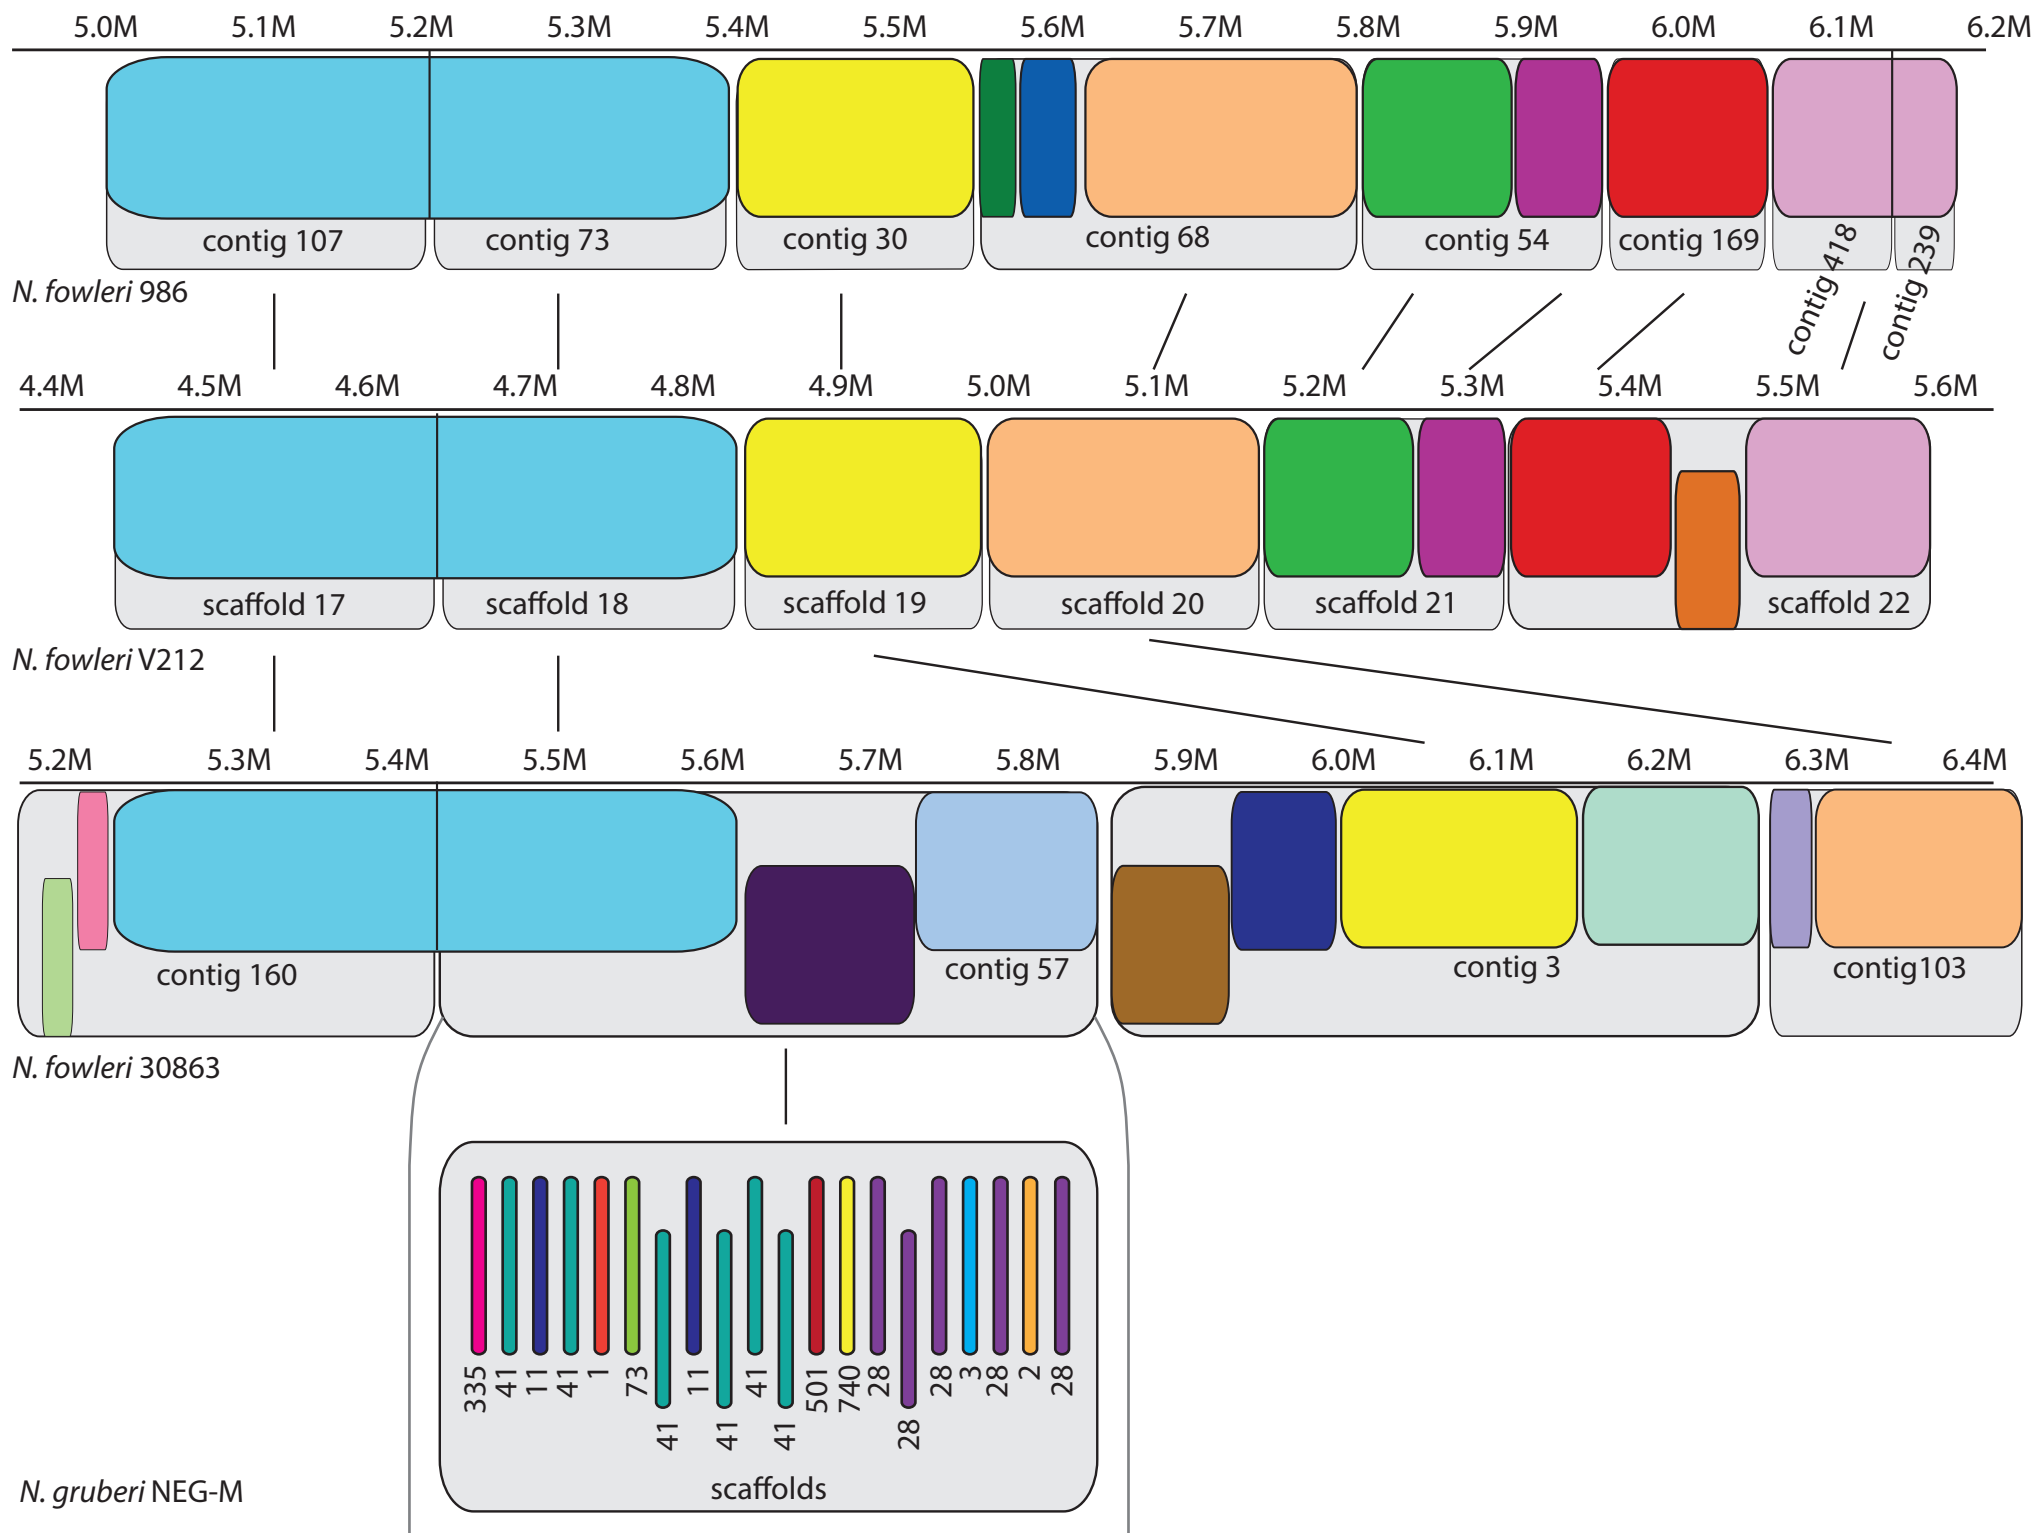 5.0M 5.1M 5.2M 5.3M 5.4M 5.5M 5.6M 5.7M 5.8M 5.9M 6.0M 6.1M 6.2M
contig 107 contig 73 contig 30 contig 68 contig 54 contig 169 contig 418 contig 239
N. fowleri 986
4.4M 4.5M 4.6M 4.7M 4.8M 4.9M 5.0M 5.1M 5.2M 5.3M 5.4M 5.5M 5.6M
scaffold 17 scaffold 18 scaffold 19 scaffold 20 scaffold 21 scaffold 22
N. fowleri V212
5.2M 5.3M 5.4M 5.5M 5.6M 5.7M 5.8M 5.9M 6.0M 6.1M 6.2M 6.3M 6.4M
contig 160 contig 57 contig 3 contig103
N. fowleri 30863
335 41 11 41 1 73 41 11 41 41 41 501 740 28 28 28 3 28 2 28
scaffolds
N. gruberi NEG-M